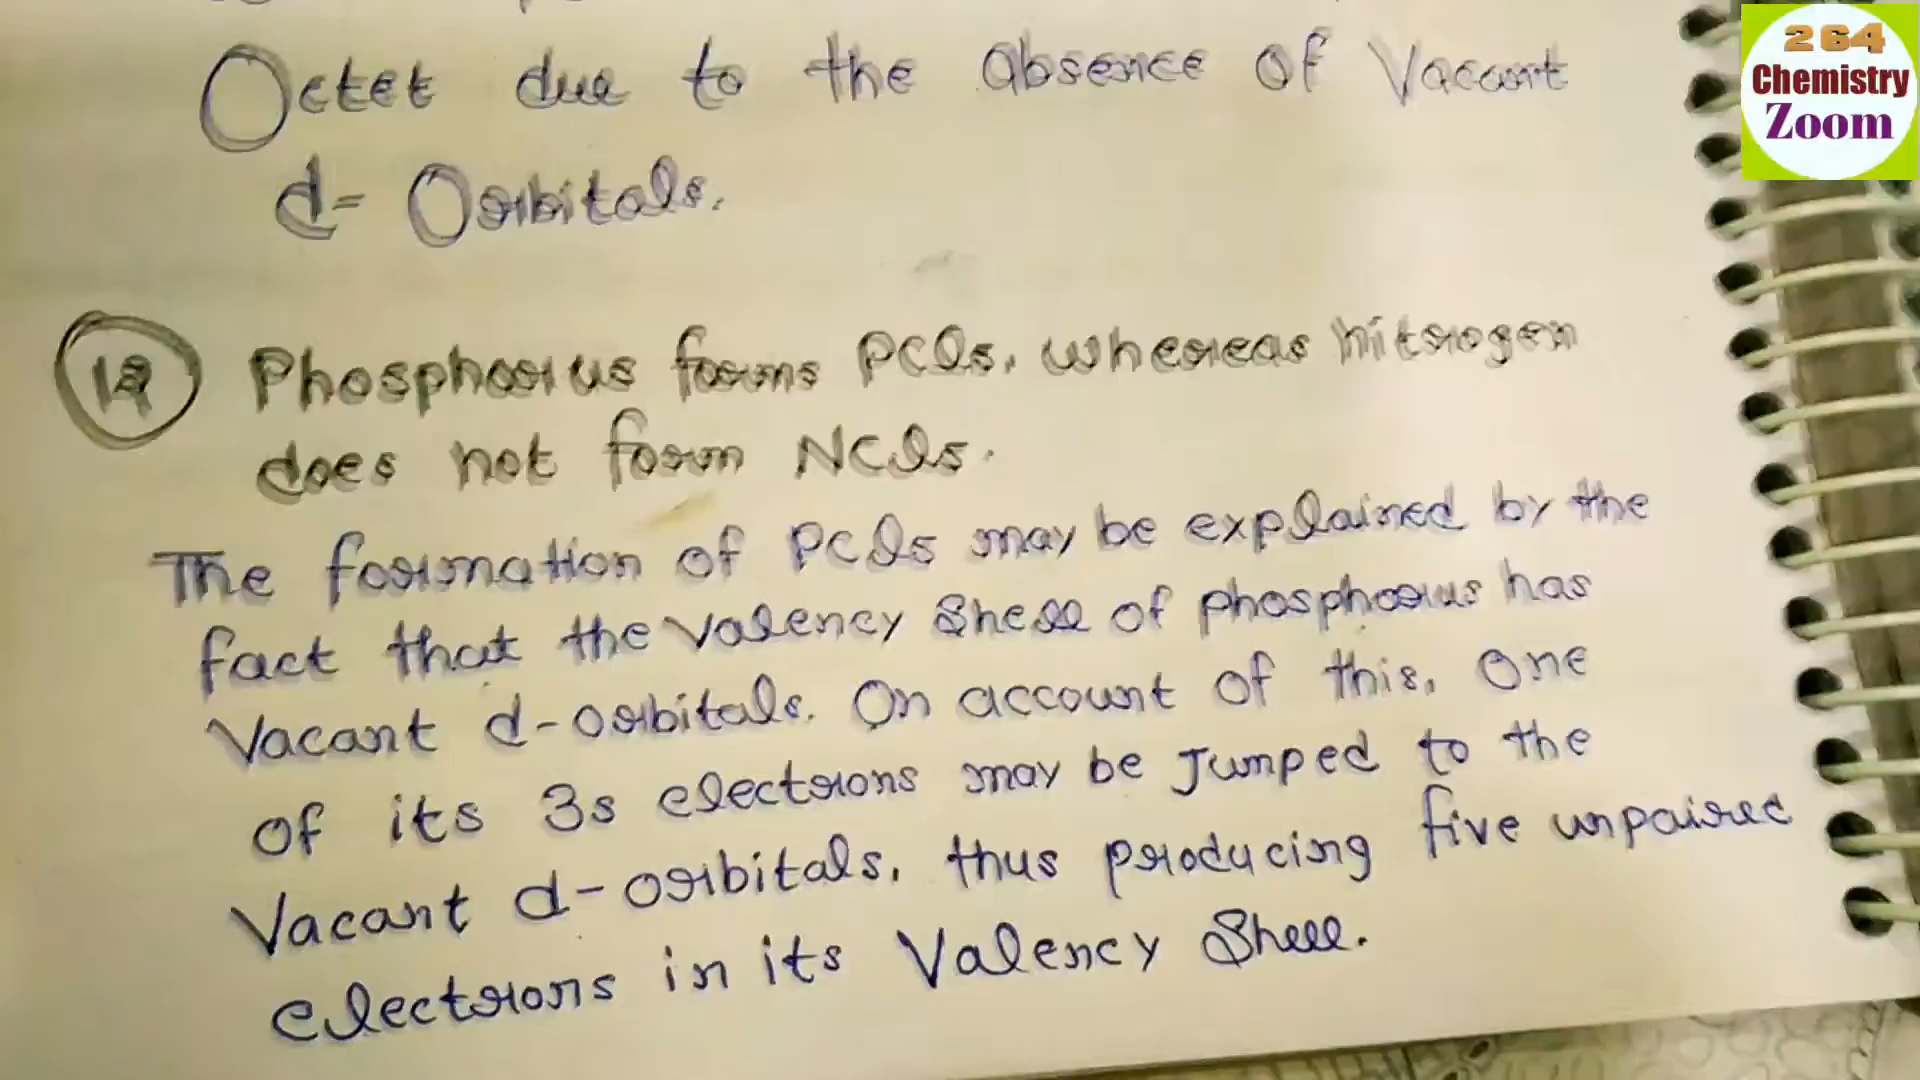 Octet due to the absence of Vacant
d- Orbitals.
Phosphorus forms PCl5, whereas nitrogen
does not form NCl5.
The formation of PCl5 may be explained by the
fact that the Valency Shell of phosphorus has
Vacant d-orbitals. On account of this, One
of its 3s electrons may be Jumped to the
Vacant d-orbitals, thus producing five unpaired
electrons in its Valency Shell.
264
Chemistry
Zoom